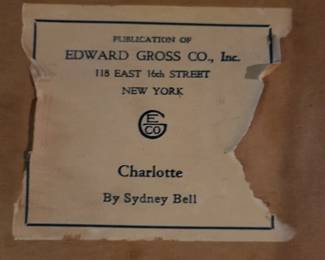 PUBLICATION OF
EDWARD GROSS CO., Inc.
118 EAST 16th STREET
NEW YORK
E
G
CO
Charlotte
By Sydney Bell